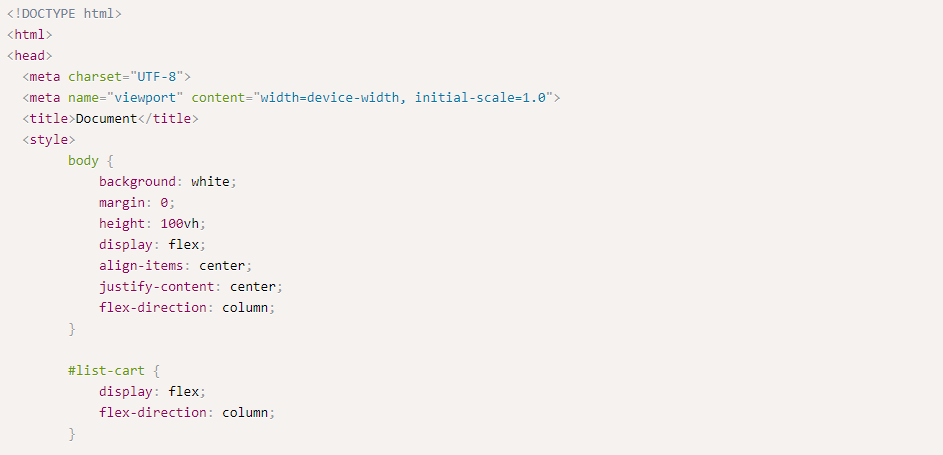 <!DOCTYPE html>
<html>
<head>
  <meta charset="UTF-8">
  <meta name="viewport" content="width=device-width, initial-scale=1.0">
  <title>Document</title>
  <style>
        body {
            background: white;
            margin: 0;
            height: 100vh;
            display: flex;
            align-items: center;
            justify-content: center;
            flex-direction: column;
        }

        #list-cart {
            display: flex;
            flex-direction: column;
        }